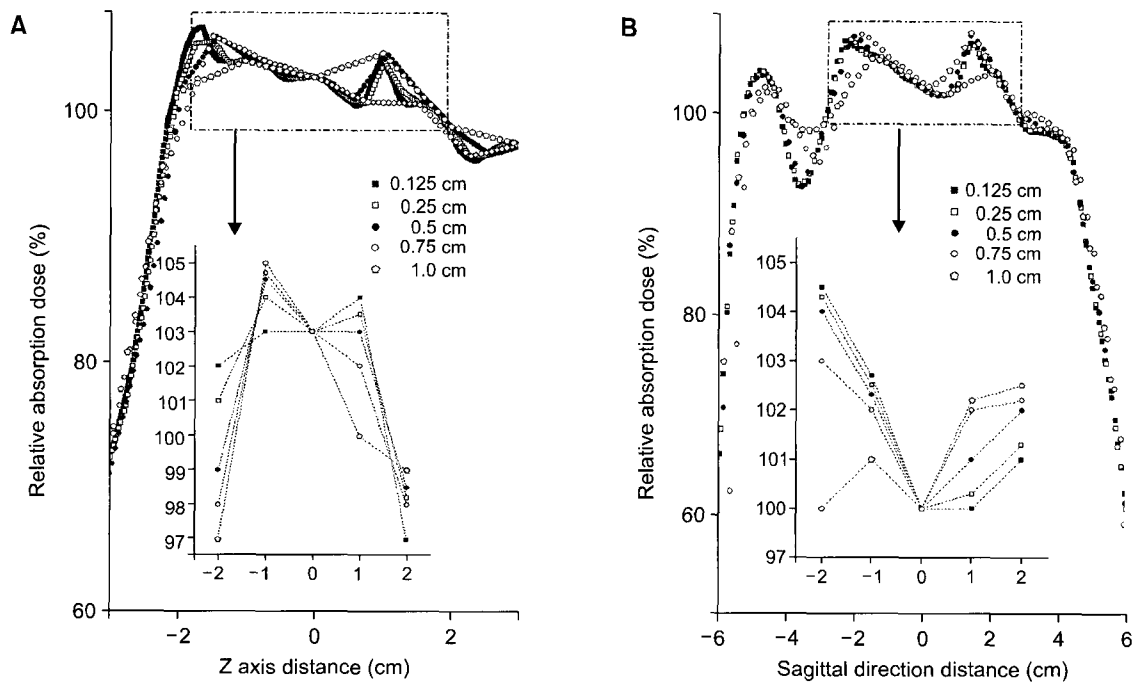 A
Relative absorption dose (%)
100
80
60
−2
0
2
Z axis distance (cm)
0.125 cm
0.25 cm
0.5 cm
0.75 cm
1.0 cm
105
104
103
102
101
100
99
98
97
−2
−1
0
1
2
B
Relative absorption dose (%)
100
80
60
−6
−4
−2
0
2
4
6
Sagittal direction distance (cm)
0.125 cm
0.25 cm
0.5 cm
0.75 cm
1.0 cm
105
104
103
102
101
100
97
−2
−1
0
1
2